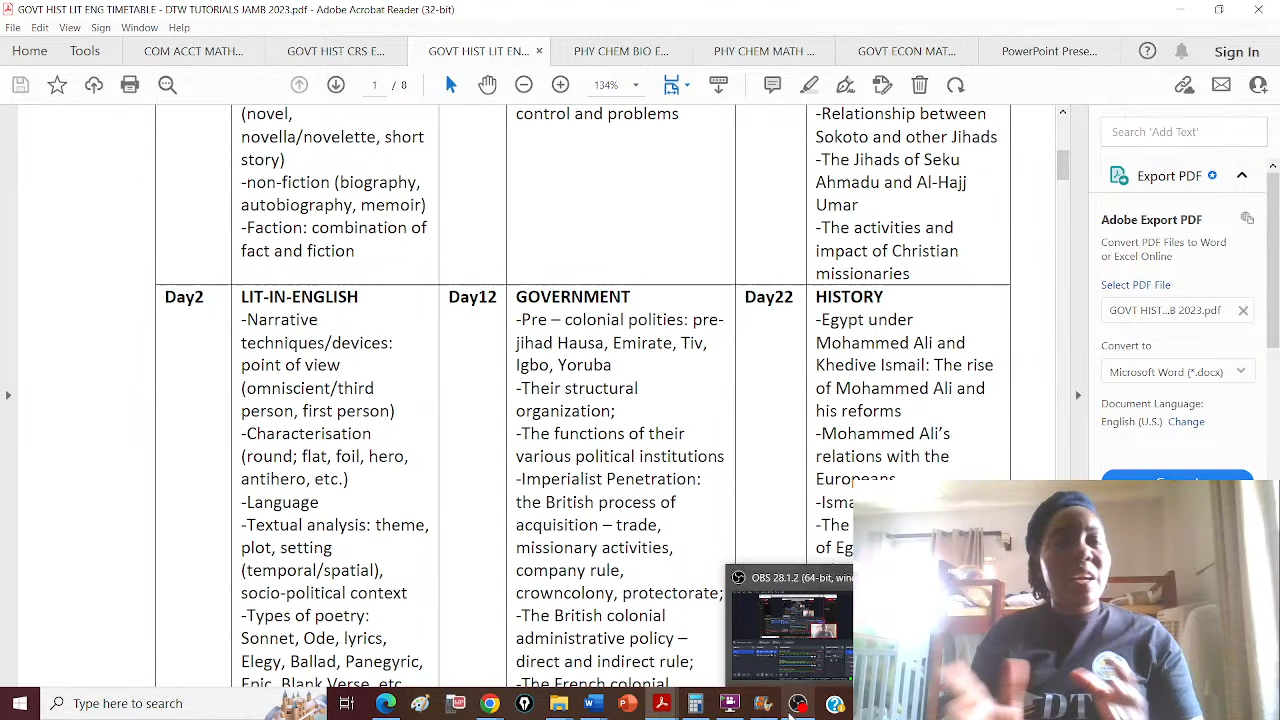 GOVT HIST LIT ENG TIMETABLE - DTW TUTORIALS JAMB 2023.pdf - Adobe Acrobat Reader (32-bit)
File Edit View Sign Window Help
Home Tools COM ACCT MATH... GOVT HIST CRS E... GOVT HIST LIT EN... × PHY CHEM BIO E... PHY CHEM MATH ... GOVT ECON MAT... PowerPoint Prese... Sign In
1 / 8 134%
(novel,
novella/novelette, short
story)
-non-fiction (biography,
autobiography, memoir)
-Faction: combination of
fact and fiction
control and problems
-Relationship between
Sokoto and other Jihads
-The Jihads of Seku
Ahmadu and Al-Hajj
Umar
-The activities and
impact of Christian
missionaries
Day2
LIT-IN-ENGLISH
-Narrative
techniques/devices:
point of view
(omniscient/third
person, first person)
-Characterisation
(round; flat, foil, hero,
antihero, etc.)
-Language
-Textual analysis: theme,
plot, setting
(temporal/spatial),
socio-political context
-Types of poetry:
Elegy,
Day12
GOVERNMENT
-Pre – colonial polities: pre-
jihad Hausa, Emirate, Tiv,
Igbo, Yoruba
-Their structural
organization;
-The functions of their
various political institutions
-Imperialist Penetration:
the British process of
acquisition – trade,
missionary activities,
company rule,
crowncolony, protectorate;
-The British colonial
administrative policy –
direct and indirect rule;
French colonial
Day22
HISTORY
-Egypt under
Mohammed Ali and
Khedive Ismail: The rise
of Mohammed Ali and
his reforms
-Mohammed Ali's
relations with the
Europeans
-The
Search 'Add Text'
Export PDF
Adobe Export PDF
Convert PDF Files to Word
or Excel Online
Select PDF File
GOVT HIST...B 2023.pdf
Convert to
Microsoft Word (*.docx)
Document Language:
English (U.S.) Change
OBS 28.1.2 (64-bit, wind
Type here to search